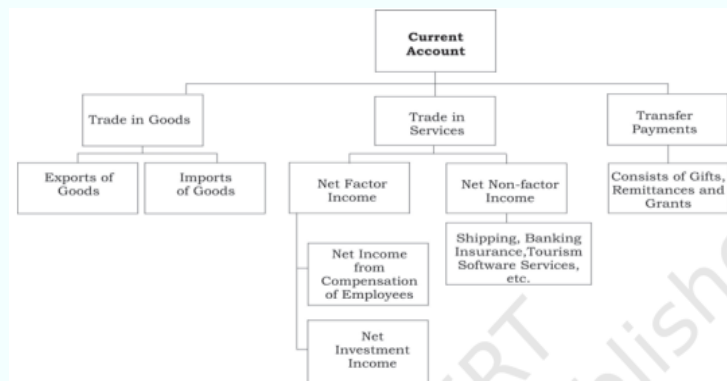 Current
Account
Trade in Goods
Trade in
Services
Transfer
Payments
Exports of
Goods
Imports
of Goods
Net Factor
Income
Net Non-factor
Income
Consists of Gifts,
Remittances and
Grants
Shipping, Banking
Insurance,Tourism
Software Services,
etc.
Net Income
from
Compensation
of Employees
Net
Investment
Income